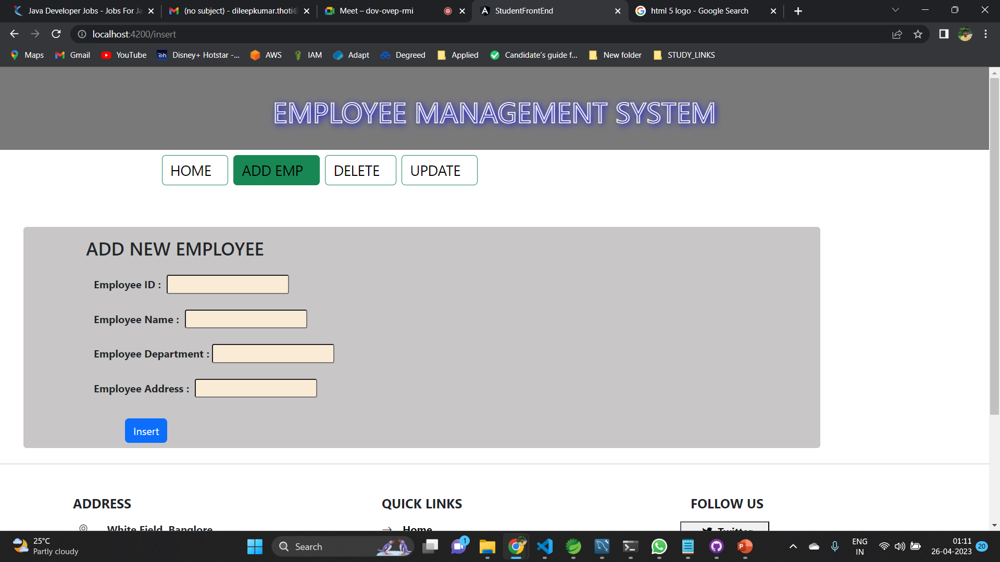 Java Developer Jobs - Jobs For Ja
(no subject) - dileepkumar.thoti@
Meet – dov-ovep-rmi
StudentFrontEnd
html 5 logo - Google Search
localhost:4200/insert
Maps
Gmail
YouTube
Disney+ Hotstar -...
AWS
IAM
Adapt
Degreed
Applied
Candidate's guide f...
New folder
STUDY_LINKS
EMPLOYEE MANAGEMENT SYSTEM
HOME
ADD EMP
DELETE
UPDATE
ADD NEW EMPLOYEE
Employee ID :
Employee Name :
Employee Department :
Employee Address :
Insert
ADDRESS
QUICK LINKS
FOLLOW US
White Field, Banglore
Home
Twitter
25°C
Partly cloudy
Search
1
ENG
IN
01:11
26-04-2023
20